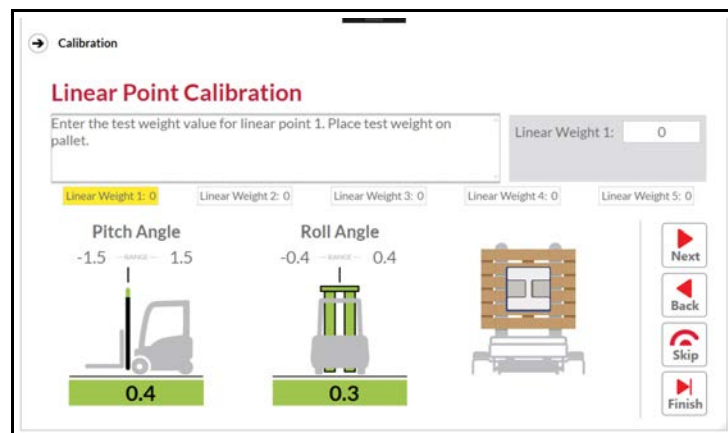 Calibration
Linear Point Calibration
Enter the test weight value for linear point 1. Place test weight on
pallet.
Linear Weight 1: 0
Linear Weight 1: 0 Linear Weight 2: 0 Linear Weight 3: 0 Linear Weight 4: 0 Linear Weight 5: 0
Pitch Angle Roll Angle
-1.5 RANGE 1.5 -0.4 RANGE 0.4
Next
Back
Skip
0.4 0.3
Finish